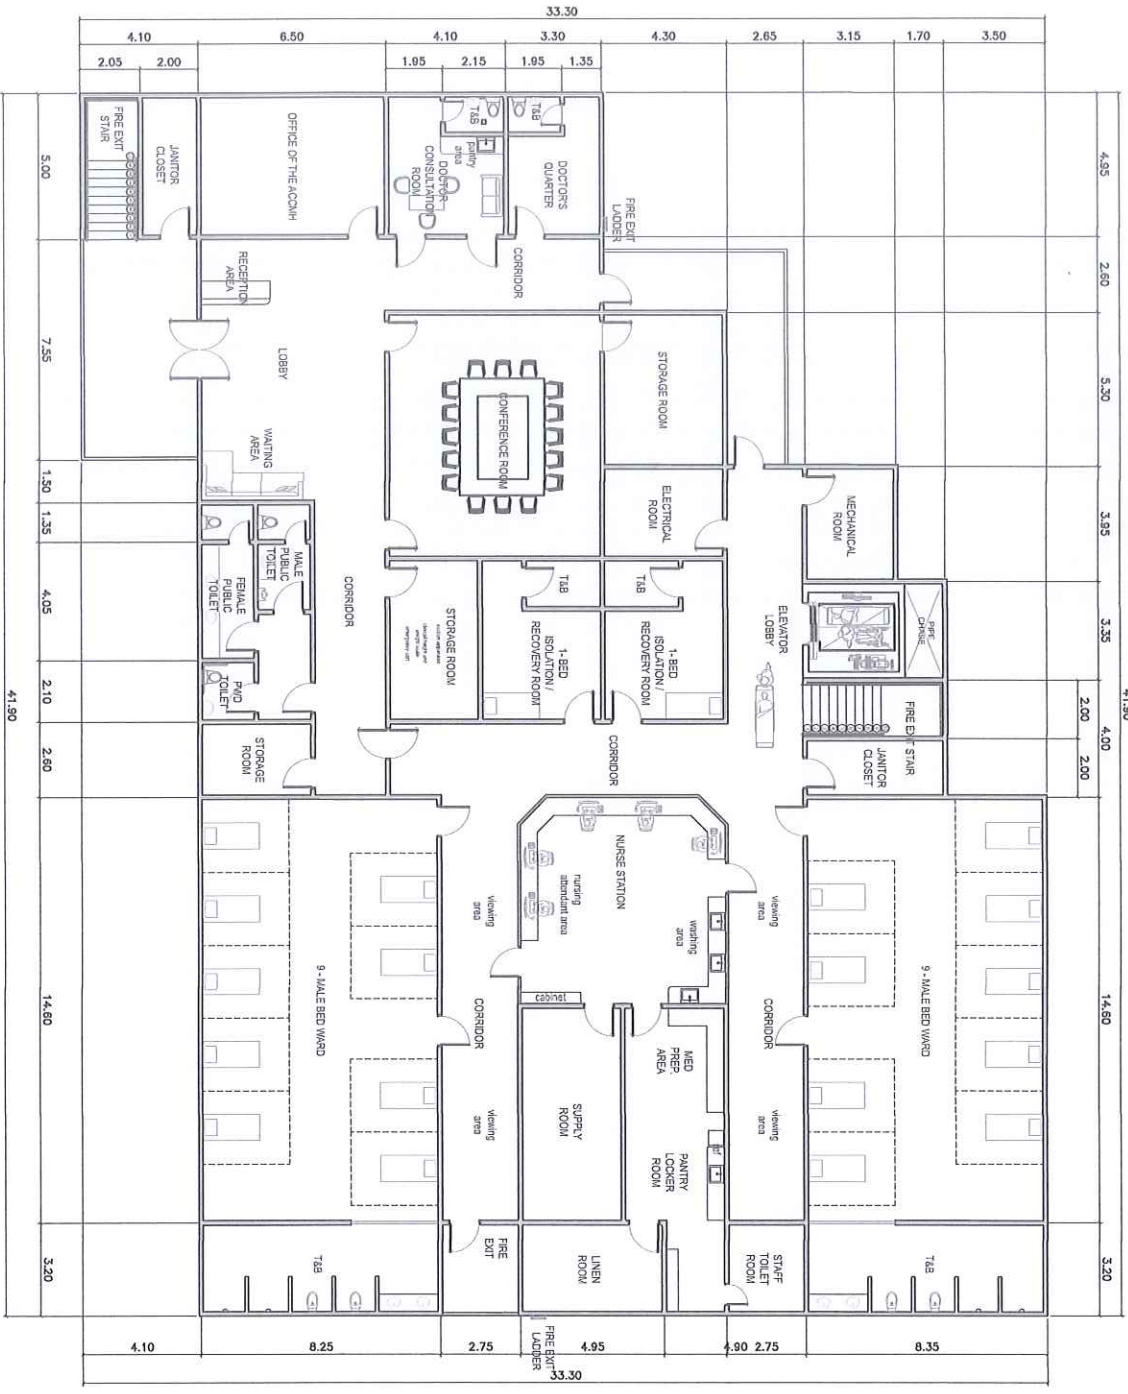 33.30
4.10 6.50 4.10 3.30 4.30 2.65 3.15 1.70 3.50
2.05 2.00 1.95 2.15 1.95 1.35
FIRE EXIT
STAIR
JANITOR
CLOSET
OFFICE OF THE ACCMH
T&B
pantry
area
DOCTOR
CONSULTATION
ROOM
T&B
DOCTOR'S
QUARTER
FIRE EXIT
LADDER
5.00
4.95
RECEPTION
AREA
CORRIDOR
2.60
7.55
LOBBY
CONFERENCE ROOM
STORAGE ROOM
5.30
WAITING
AREA
1.50
1.35
ELECTRICAL
ROOM
MECHANICAL
ROOM
3.95
MALE
PUBLIC
TOILET
FEMALE
PUBLIC
TOILET
CORRIDOR
4.05
STORAGE ROOM
T&B
T&B
1- BED
ISOLATION /
RECOVERY ROOM
1- BED
ISOLATION /
RECOVERY ROOM
ELEVATOR
LOBBY
PIPE
CHASE
3.35
PWD
TOILET
2.10
FIRE EXIT STAIR
2.00
4.00
41.90
41.90
STORAGE
ROOM
2.60
CORRIDOR
JANITOR
CLOSET
2.00
NURSE STATION
nursing
attendant area
washing
area
viewing
area
viewing
area
cabinet
9 - MALE BED WARD
CORRIDOR
CORRIDOR
9 - MALE BED WARD
14.60
14.60
MED
PREP.
AREA
SUPPLY
ROOM
viewing
area
viewing
area
ref
PANTRY
LOCKER
ROOM
T&B
FIRE
EXIT
LINEN
ROOM
STAFF
TOILET
ROOM
T&B
3.20
3.20
FIRE EXIT
LADDER
4.10 8.25 2.75 4.95 4.90 2.75 8.35
33.30